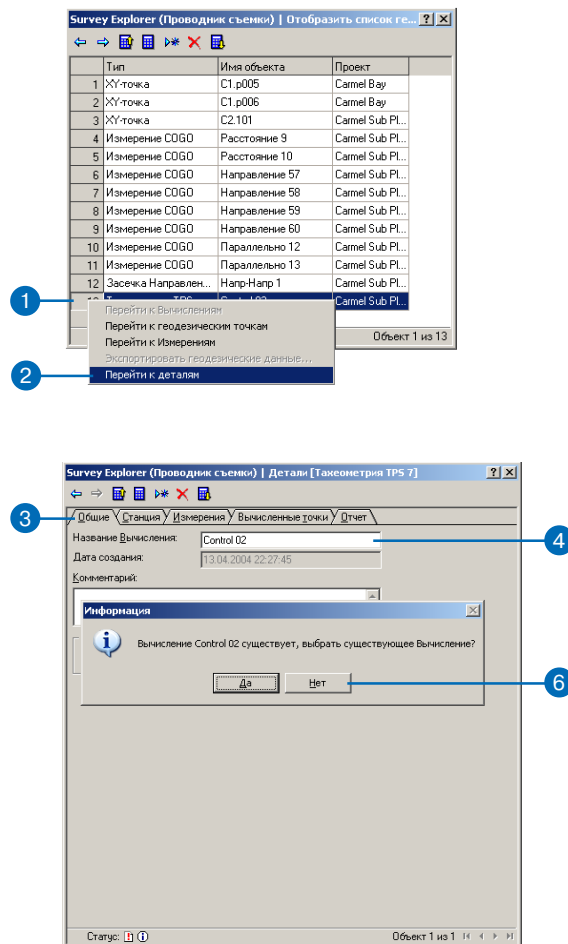 Survey Explorer (Проводник съемки) | Отобразить список ге...
Тип Имя объекта Проект
1 XY-точка C1.p005 Carmel Bay
2 XY-точка C1.p006 Carmel Bay
3 XY-точка C2.101 Carmel Sub Pl...
4 Измерение COGO Расстояние 9 Carmel Sub Pl...
5 Измерение COGO Расстояние 10 Carmel Sub Pl...
6 Измерение COGO Направление 57 Carmel Sub Pl...
7 Измерение COGO Направление 58 Carmel Sub Pl...
8 Измерение COGO Направление 59 Carmel Sub Pl...
9 Измерение COGO Направление 60 Carmel Sub Pl...
10 Измерение COGO Параллельно 12 Carmel Sub Pl...
11 Измерение COGO Параллельно 13 Carmel Sub Pl...
12 Засечка Направлен... Напр-Напр 1 Carmel Sub Pl...
1 Carmel Sub Pl...
Перейти к Вычислениям
Перейти к геодезическим точкам
Перейти к Измерениям
Объект 1 из 13
Экспортировать геодезические данные...
2 Перейти к деталям
Survey Explorer (Проводник съемки) | Детали [Тахеометрия TPS 7]
3 Общие Станция Измерения Вычисленные точки Отчет
Название Вычисления: Control 02 4
Дата создания: 13.04.2004 22:27:45
Комментарий:
Информация
Вычисление Control 02 существует, выбрать существующее Вычисление?
Да Нет 6
Статус: Объект 1 из 1